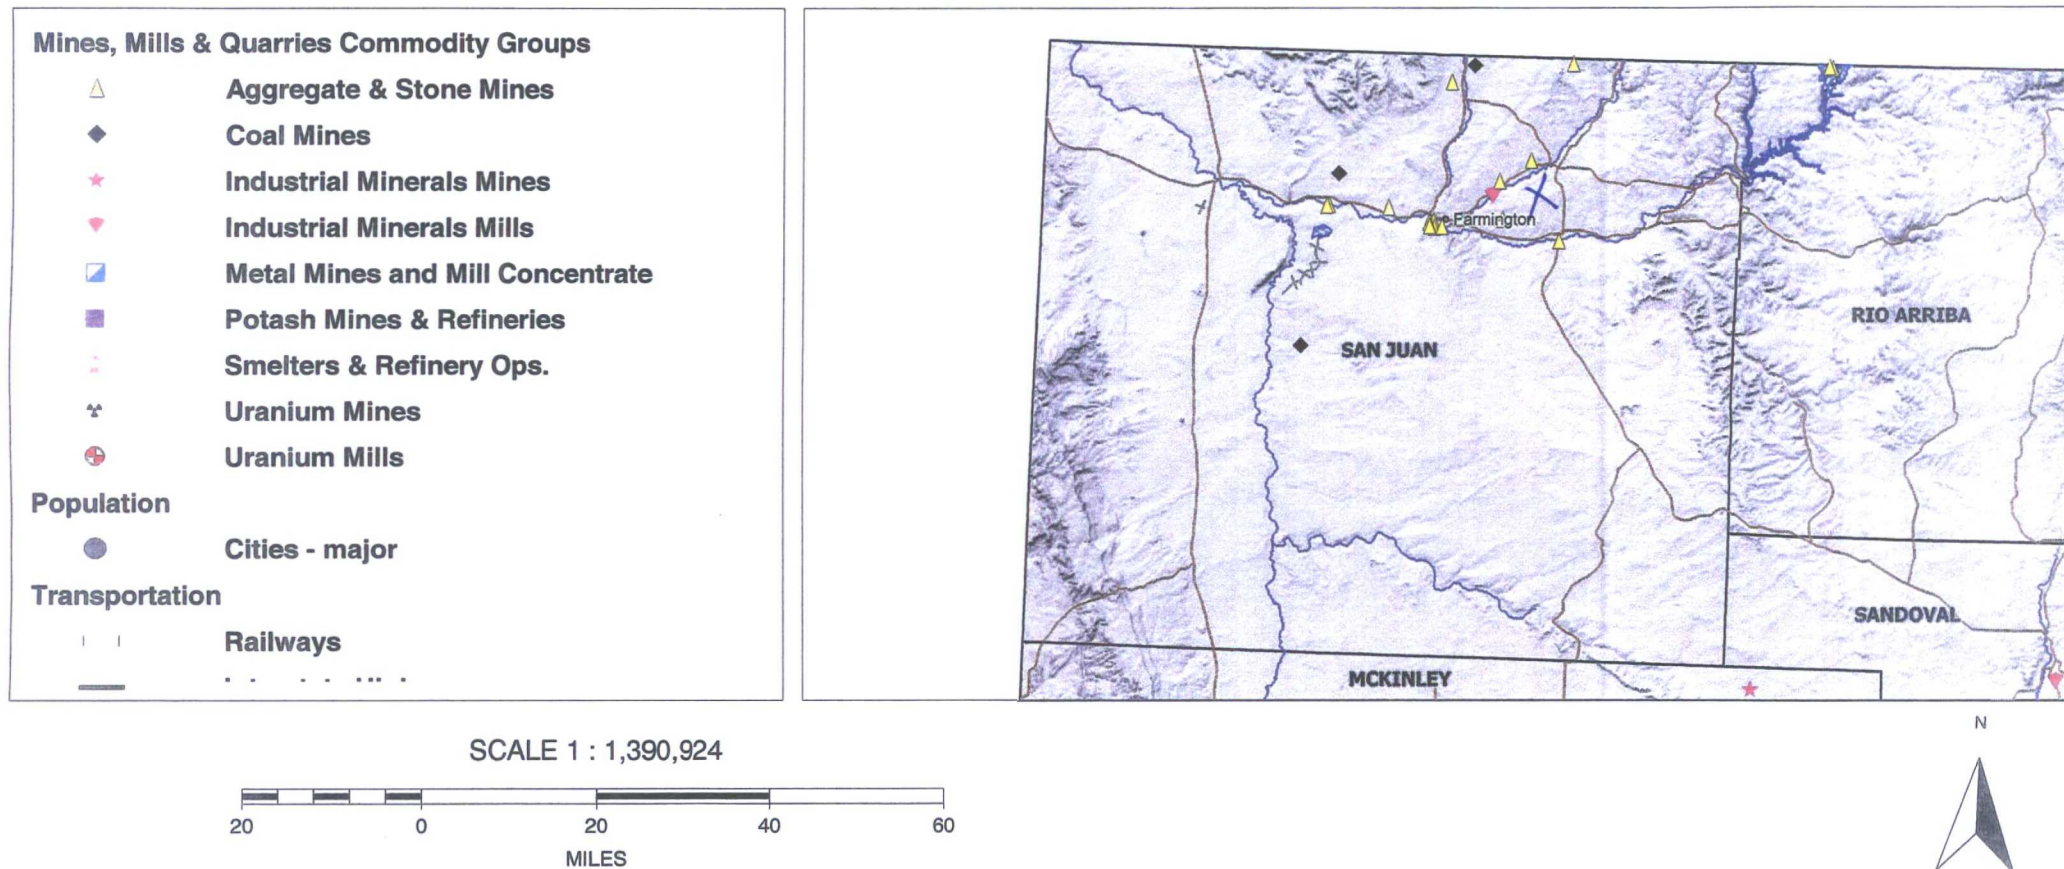 Mines, Mills & Quarries Commodity Groups
Aggregate & Stone Mines
Coal Mines
Industrial Minerals Mines
Industrial Minerals Mills
Metal Mines and Mill Concentrate
Potash Mines & Refineries
Smelters & Refinery Ops.
Uranium Mines
Uranium Mills
Population
Cities - major
Transportation
Railways
Farmington
RIO ARRIBA
SAN JUAN
SANDOVAL
MCKINLEY
SCALE 1 : 1,390,924
20 0 20 40 60
MILES
N